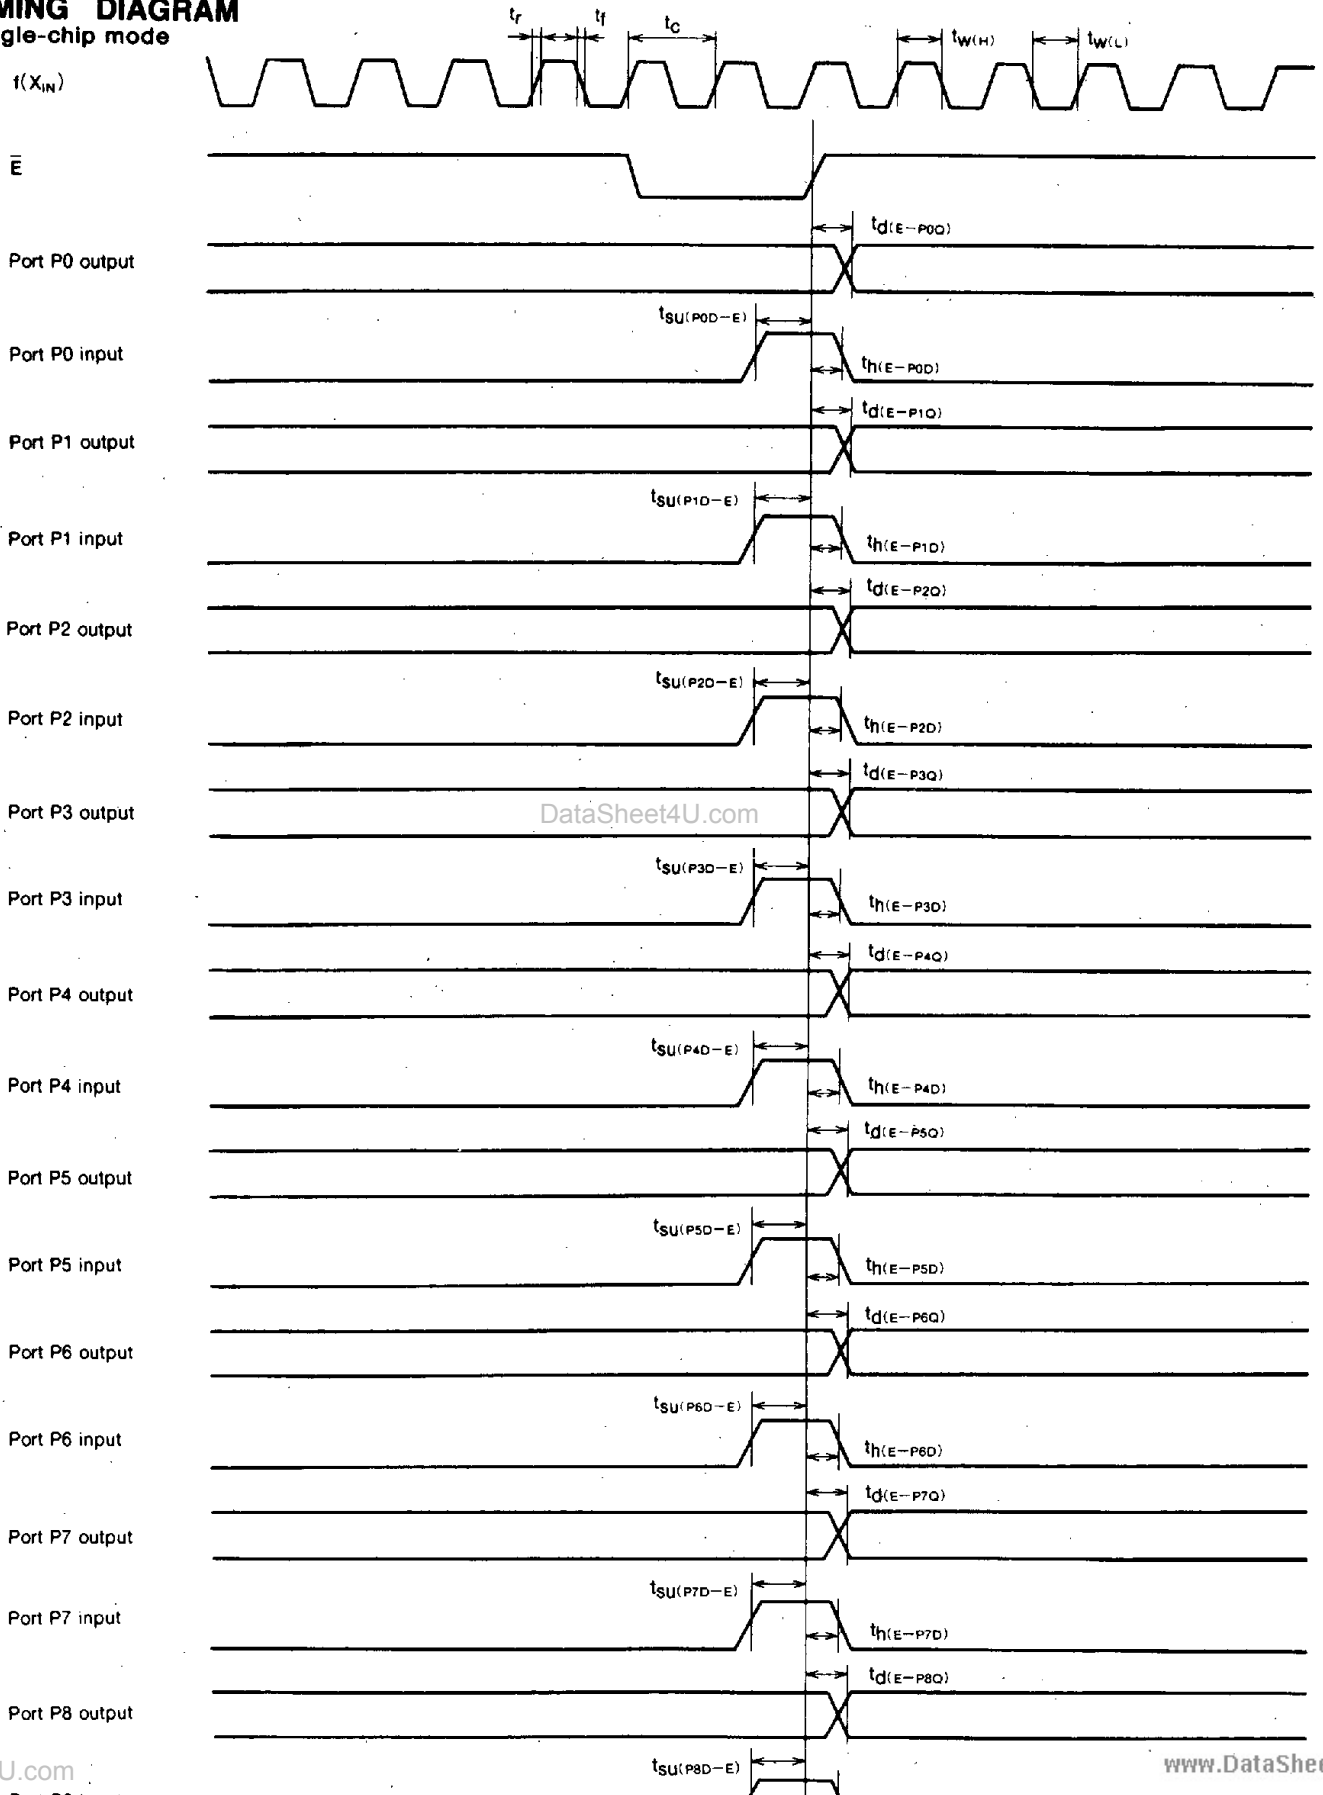 MING DIAGRAM
gle-chip mode
tr tf tC tW(H) tW(L)
f(XIN)
E̅
td(E−P0Q)
Port P0 output
tSU(P0D−E)
Port P0 input
th(E−P0D)
td(E−P1Q)
Port P1 output
tSU(P1D−E)
Port P1 input
th(E−P1D)
td(E−P2Q)
Port P2 output
tSU(P2D−E)
Port P2 input
th(E−P2D)
td(E−P3Q)
Port P3 output
DataSheet4U.com
tSU(P3D−E)
Port P3 input
th(E−P3D)
td(E−P4Q)
Port P4 output
tSU(P4D−E)
Port P4 input
th(E−P4D)
td(E−P5Q)
Port P5 output
tSU(P5D−E)
Port P5 input
th(E−P5D)
td(E−P6Q)
Port P6 output
tSU(P6D−E)
Port P6 input
th(E−P6D)
td(E−P7Q)
Port P7 output
tSU(P7D−E)
Port P7 input
th(E−P7D)
td(E−P8Q)
Port P8 output
tSU(P8D−E)
U.com
www.DataShee